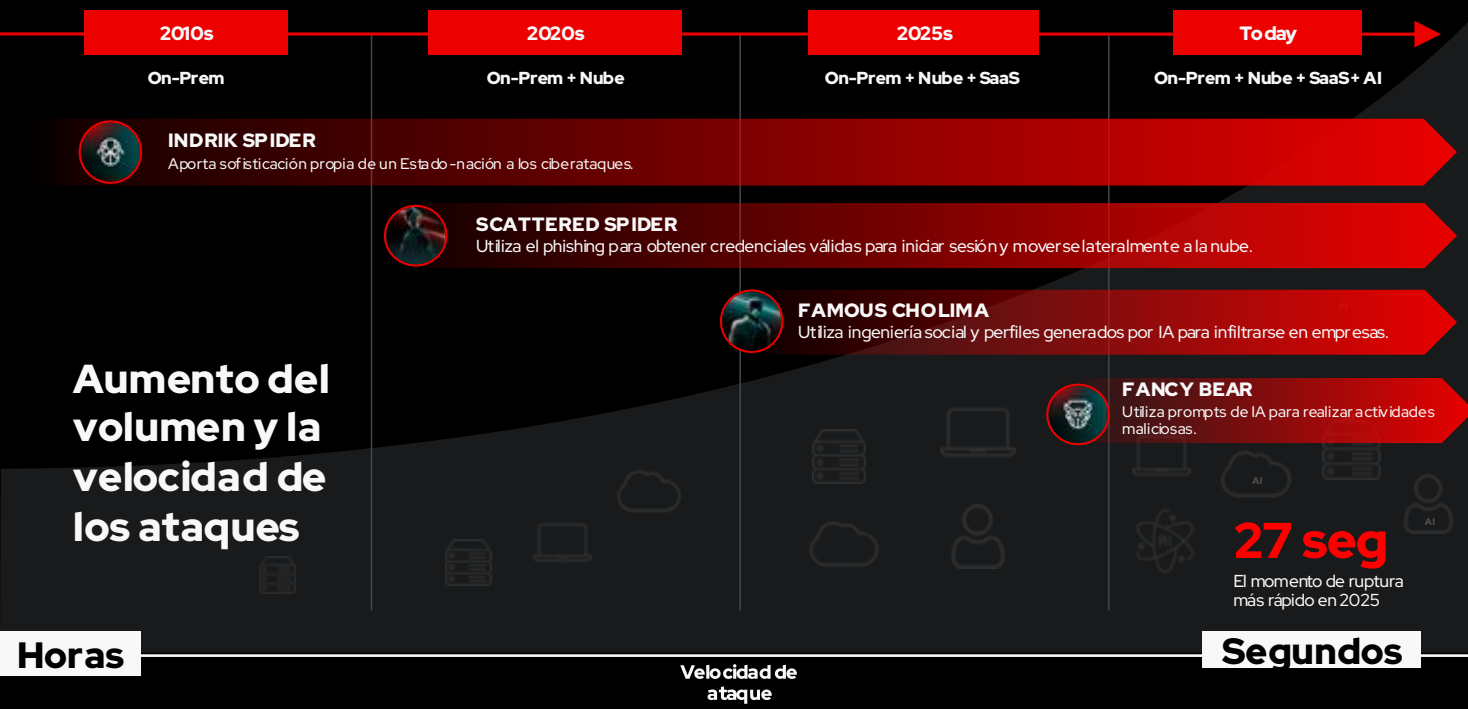 2010s
2020s
2025s
Today
On-Prem
On-Prem + Nube
On-Prem + Nube + SaaS
On-Prem + Nube + SaaS + AI
INDRIK SPIDER
Aporta sofisticación propia de un Estado-nación a los ciberataques.
SCATTERED SPIDER
Utiliza el phishing para obtener credenciales válidas para iniciar sesión y moverse lateralmente a la nube.
FAMOUS CHOLIMA
Utiliza ingeniería social y perfiles generados por IA para infiltrarse en empresas.
FANCY BEAR
Utiliza prompts de IA para realizar actividades
maliciosas.
Aumento del
volumen y la
velocidad de
los ataques
AI
AI
AI
AI
27 seg
El momento de ruptura
más rápido en 2025
Horas
Segundos
Velocidad de
ataque